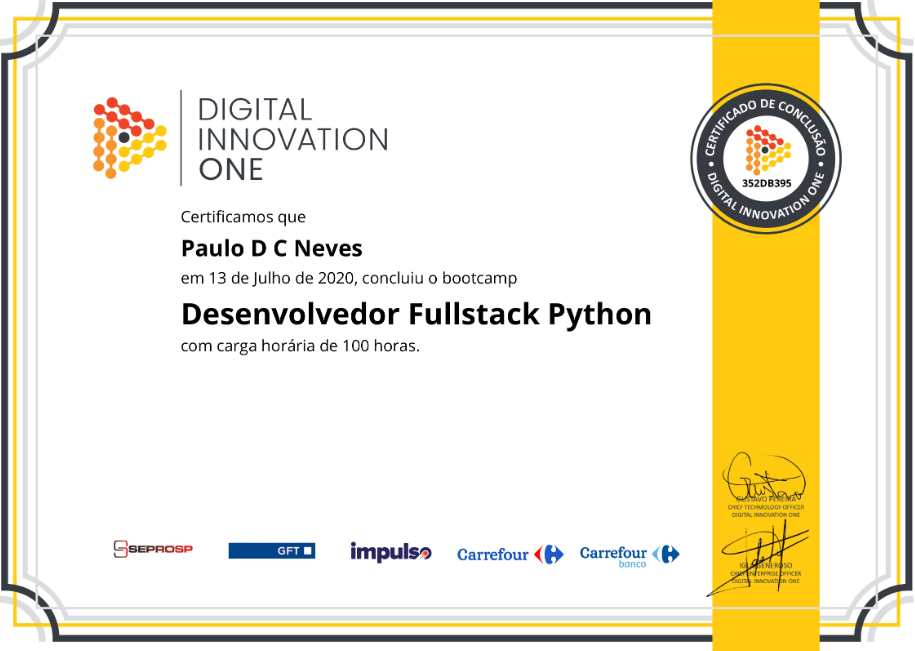 DIGITAL
INNOVATION
ONE
CERTIFICADO DE CONCLUSÃO
352DB395
DIGITAL INNOVATION ONE
Certificamos que
Paulo D C Neves
em 13 de Julho de 2020, concluiu o bootcamp
Desenvolvedor Fullstack Python
com carga horária de 100 horas.
GUSTAVO PEREIRA
CHIEF TECHNOLOGY OFFICER
DIGITAL INNOVATION ONE
SEPROSP
GFT
impulso
Carrefour
Carrefour
banco
GENEROSO
CHIEF ENTERPRISE OFFICER
DIGITAL INNOVATION ONE